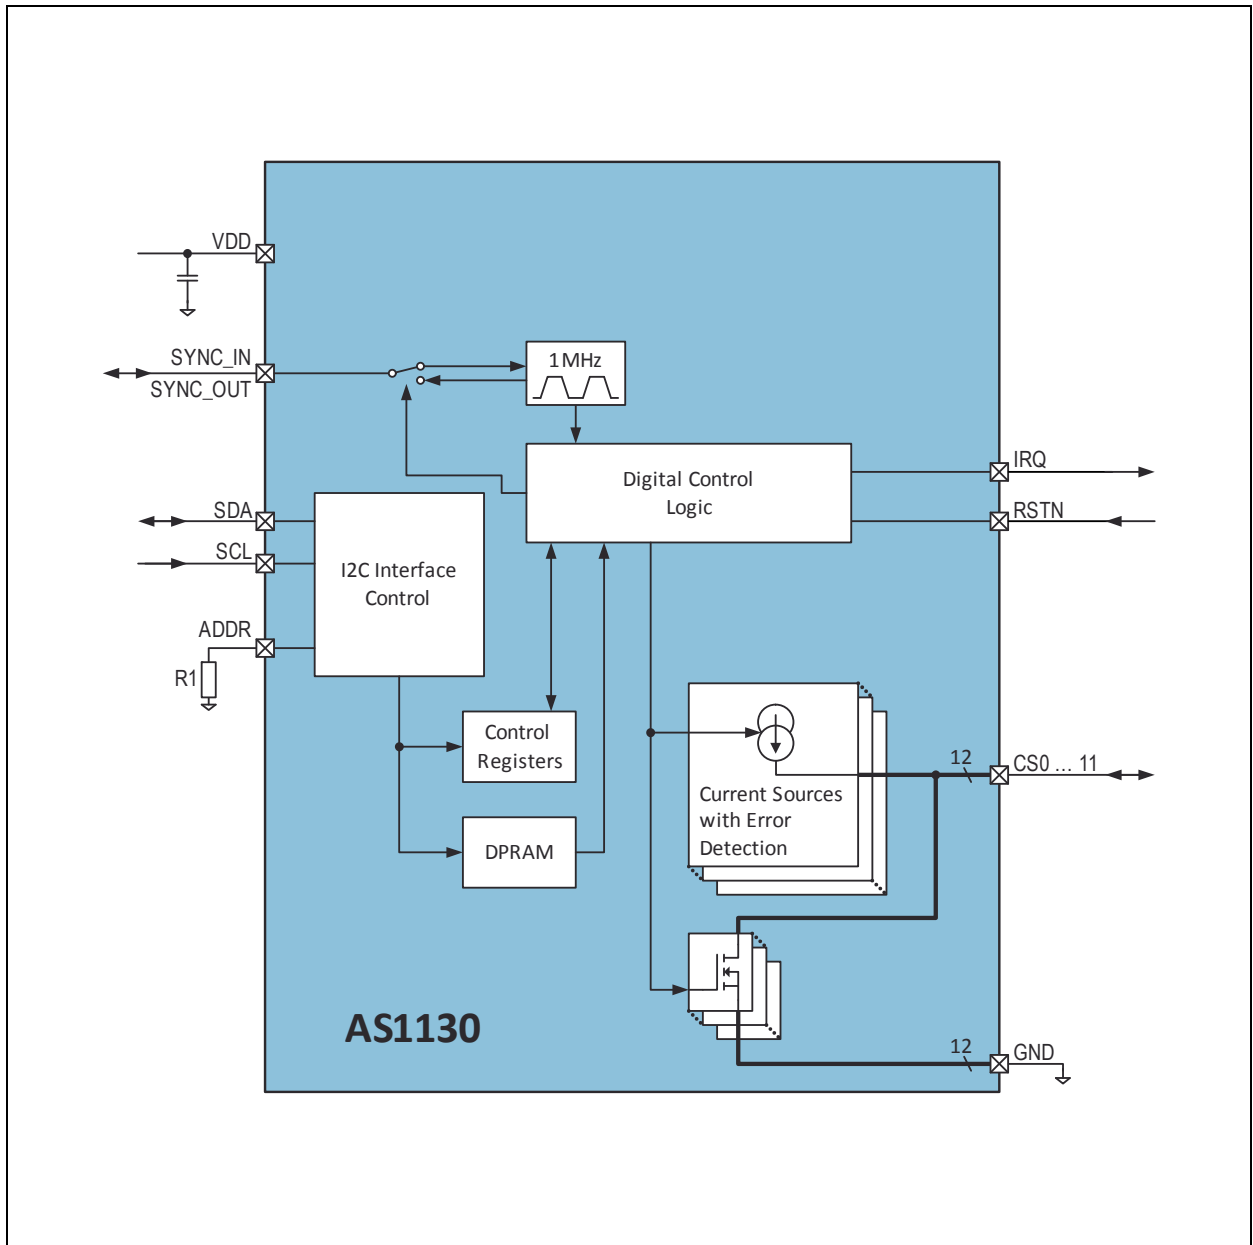 VDD
SYNC_IN
SYNC_OUT
1MHz
Digital Control
Logic
IRQ
RSTN
SDA
SCL
I2C Interface
Control
ADDR
R1
Control
Registers
DPRAM
Current Sources
with Error
Detection
12
CS0 ... 11
AS1130
12
GND